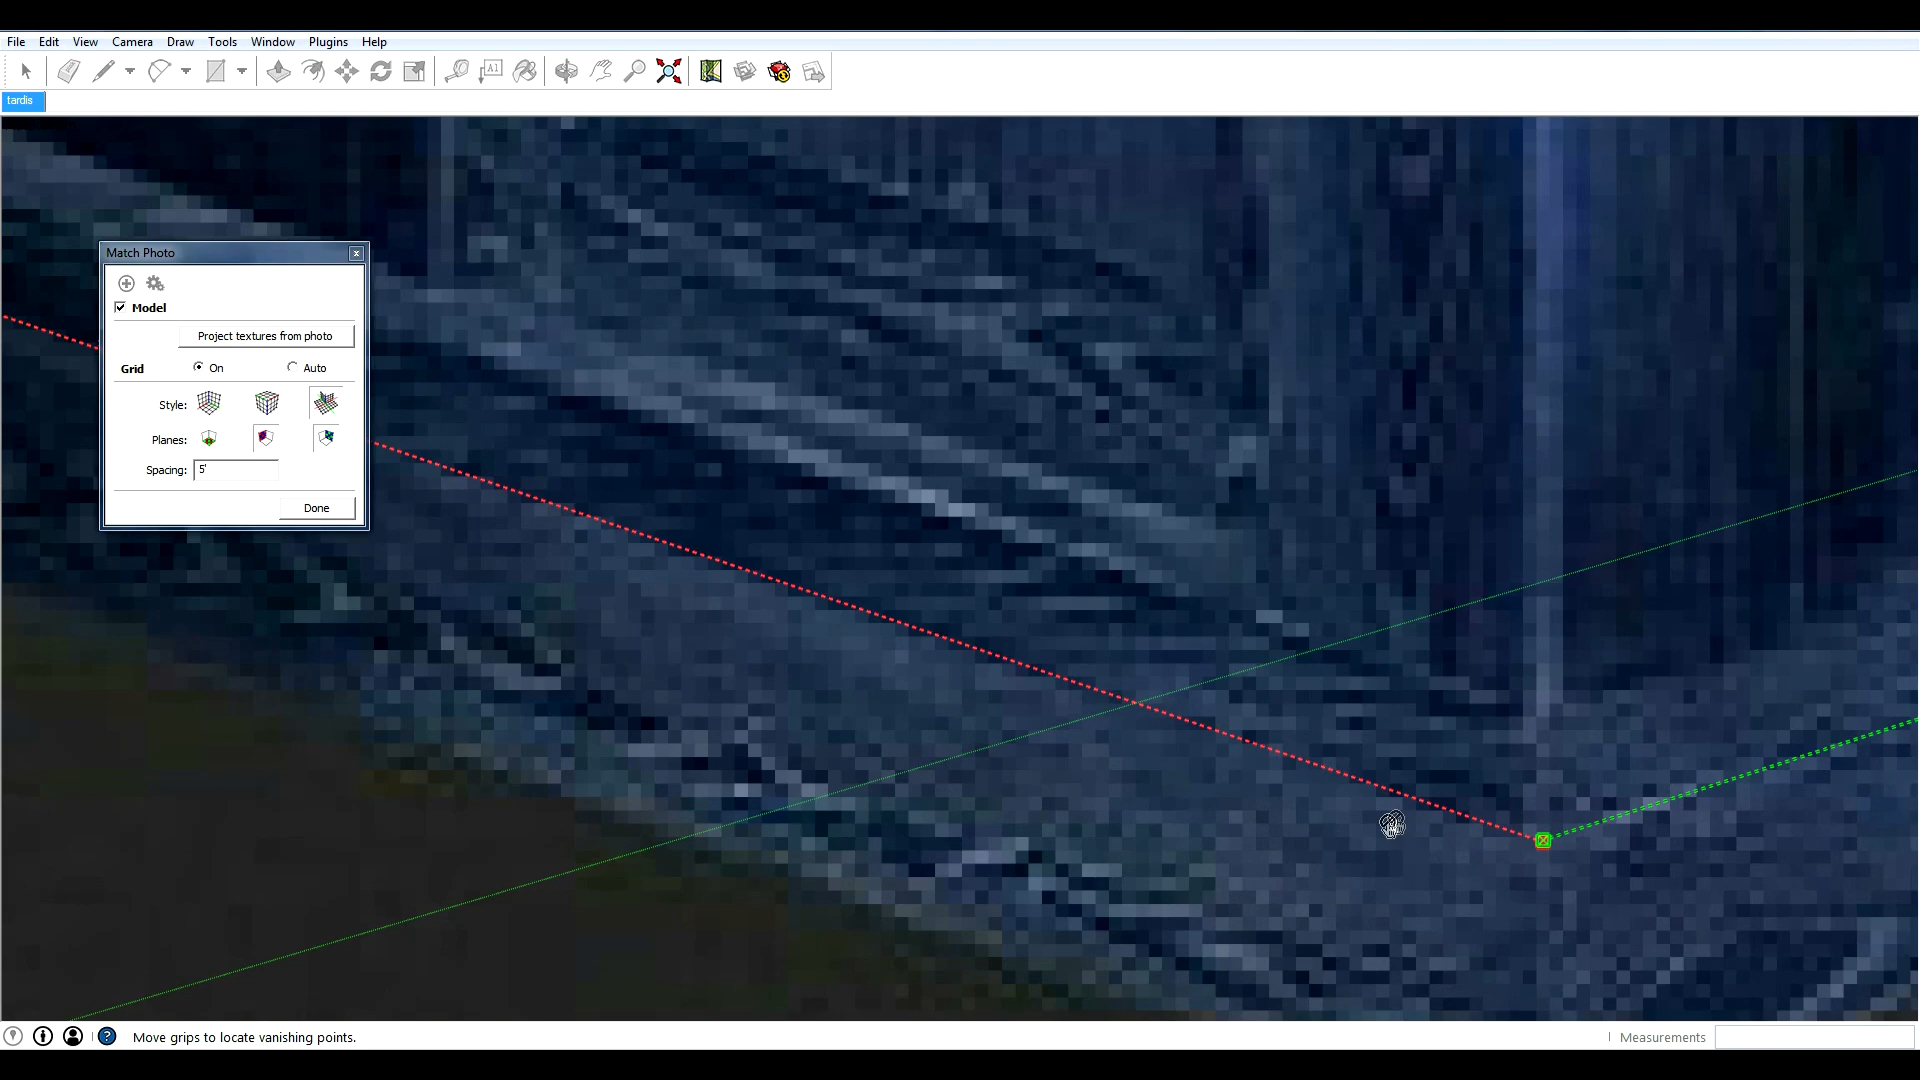 File Edit View Camera Draw Tools Window Plugins Help
A1
tardis
Match Photo
Model
Project textures from photo
Grid On Auto
Style:
Planes:
Spacing: 5'
Done
Move grips to locate vanishing points.
Measurements